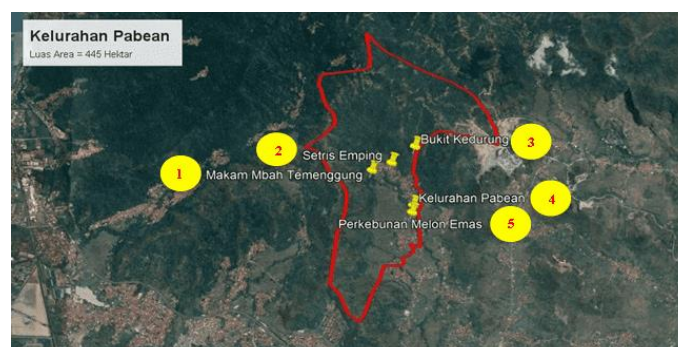 Kelurahan Pabean
Luas Area = 445 Hektar
Bukit Kedurung 3
2 Setris Emping
1 Makam Mbah Temenggung
Kelurahan Pabean 4
Perkebunan Melon Emas 5